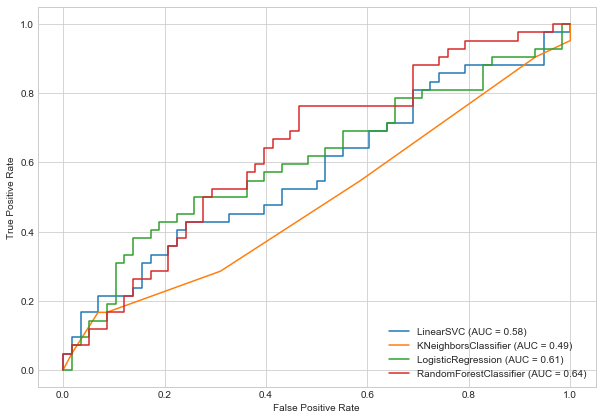 1.0
0.8
0.6
0.4
0.2
0.0
True Positive Rate
LinearSVC (AUC = 0.58)
KNeighborsClassifier (AUC = 0.49)
LogisticRegression (AUC = 0.61)
RandomForestClassifier (AUC = 0.64)
0.0 0.2 0.4 0.6 0.8 1.0
False Positive Rate